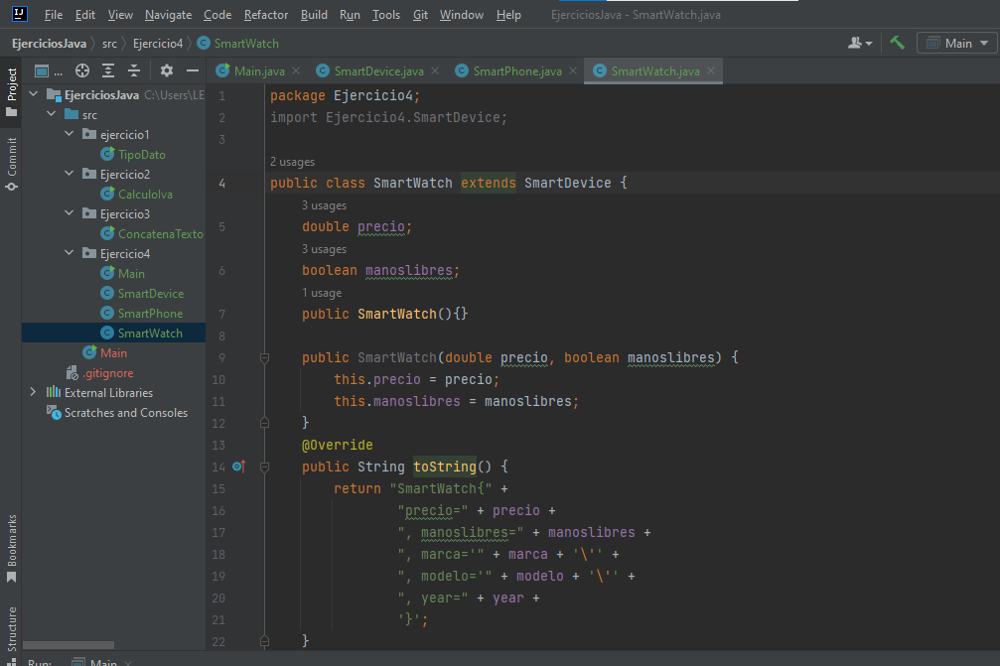 File Edit View Navigate Code Refactor Build Run Tools Git Window Help EjerciciosJava - SmartWatch.java
EjerciciosJava src Ejercicio4 SmartWatch Main
Project
Commit
Bookmarks
Structure
... Main.java SmartDevice.java SmartPhone.java SmartWatch.java
EjerciciosJava C:\Users\LE
src
ejercicio1
TipoDato
Ejercicio2
CalculoIva
Ejercicio3
ConcatenaTexto
Ejercicio4
Main
SmartDevice
SmartPhone
SmartWatch
Main
.gitignore
External Libraries
Scratches and Consoles
1 package Ejercicio4;
2 import Ejercicio4.SmartDevice;
3
2 usages
4 public class SmartWatch extends SmartDevice {
3 usages
5 double precio;
3 usages
6 boolean manoslibres;
1 usage
7 public SmartWatch(){}
8
9 public SmartWatch(double precio, boolean manoslibres) {
10 this.precio = precio;
11 this.manoslibres = manoslibres;
12 }
13 @Override
14 public String toString() {
15 return "SmartWatch{" +
16 "precio=" + precio +
17 ", manoslibres=" + manoslibres +
18 ", marca='" + marca + '\'' +
19 ", modelo='" + modelo + '\'' +
20 ", year=" + year +
21 '}';
22 }
Run: Main